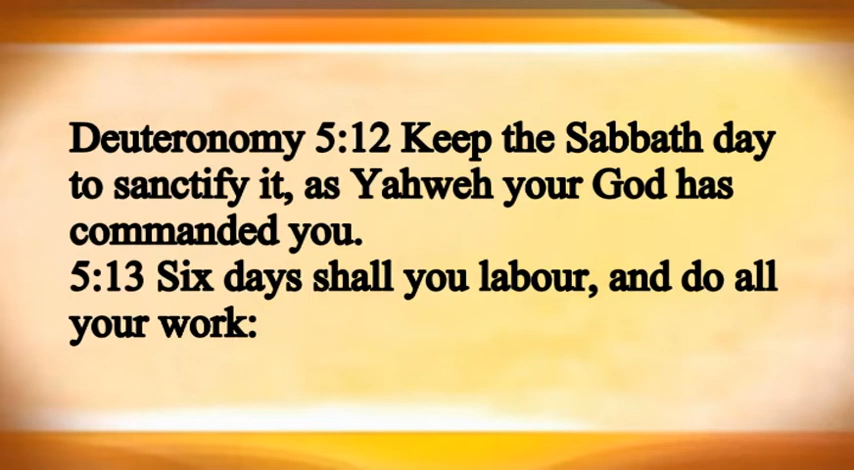 Deuteronomy 5:12 Keep the Sabbath day
to sanctify it, as Yahweh your God has
commanded you.
5:13 Six days shall you labour, and do all
your work: